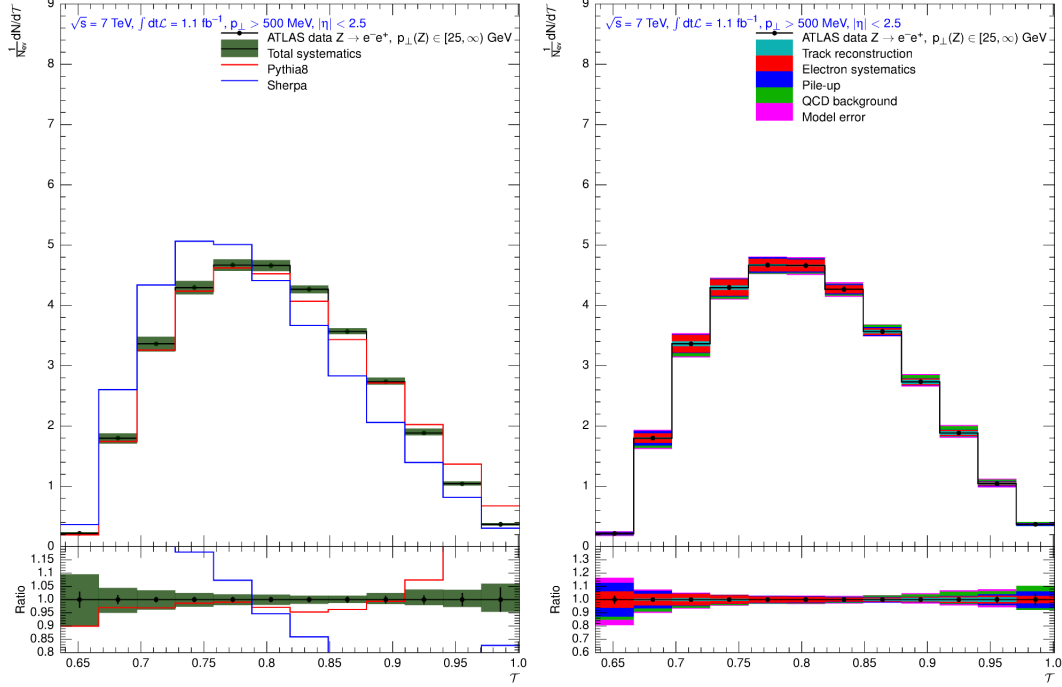 √s = 7 TeV, ∫ dtℒ = 1.1 fb⁻¹, p⊥ > 500 MeV, |η| < 2.5
ATLAS data Z → e⁻e⁺, p⊥(Z) ∈ [25, ∞) GeV
Total systematics
Pythia8
Sherpa
1/N_ev dN/d𝒯
9
8
7
6
5
4
3
2
1
0
Ratio
1.15
1.1
1.05
1.0
0.95
0.9
0.85
0.65 0.7 0.75 0.8 0.85 0.9 0.95 1.0
𝒯
√s = 7 TeV, ∫ dtℒ = 1.1 fb⁻¹, p⊥ > 500 MeV, |η| < 2.5
ATLAS data Z → e⁻e⁺, p⊥(Z) ∈ [25, ∞) GeV
Track reconstruction
Electron systematics
Pile-up
QCD background
Model error
1/N_ev dN/d𝒯
9
8
7
6
5
4
3
2
1
0
Ratio
1.3
1.2
1.1
1.0
0.9
0.8
0.7
0.6
0.65 0.7 0.75 0.8 0.85 0.9 0.95 1.0
𝒯